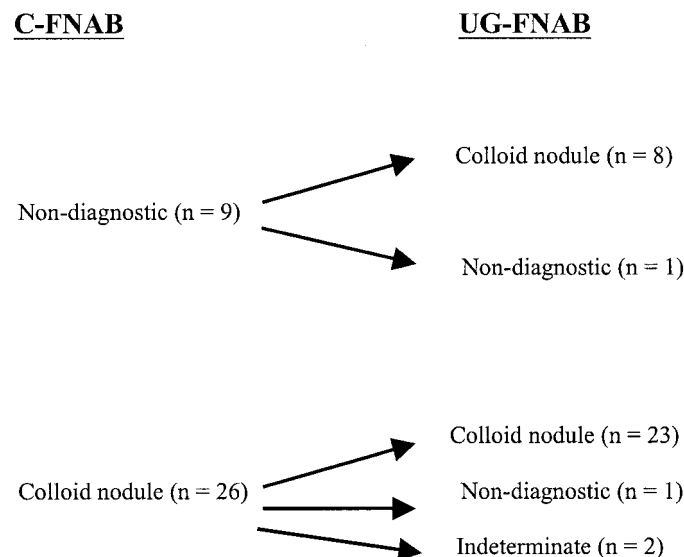 C-FNAB UG-FNAB
Colloid nodule (n = 8)
Non-diagnostic (n = 9)
Non-diagnostic (n = 1)
Colloid nodule (n = 23)
Colloid nodule (n = 26) Non-diagnostic (n = 1)
Indeterminate (n = 2)